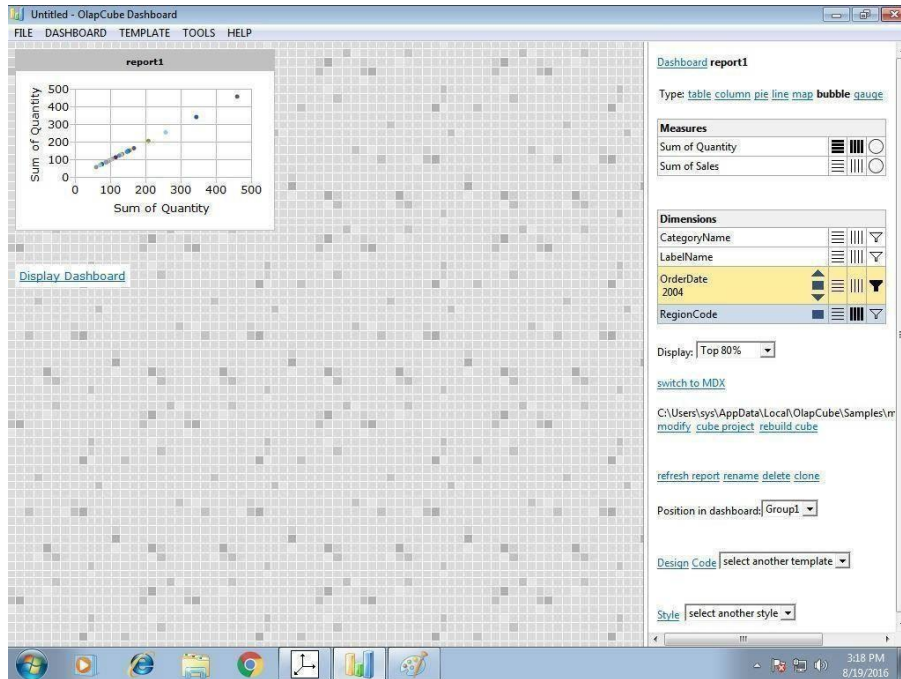 Untitled - OlapCube Dashboard
FILE DASHBOARD TEMPLATE TOOLS HELP
report1
Sum of Quantity
500
400
300
200
100
0
0 100 200 300 400 500
Sum of Quantity
Display Dashboard
Dashboard report1
Type: table column pie line map bubble gauge
Measures
Sum of Quantity
Sum of Sales
Dimensions
CategoryName
LabelName
OrderDate
2004
RegionCode
Display: Top 80%
switch to MDX
C:\Users\sys\AppData\Local\OlapCube\Samples\m
modify cube project rebuild cube
refresh report rename delete clone
Position in dashboard: Group1
Design Code select another template
Style select another style
3:18 PM
8/19/2016